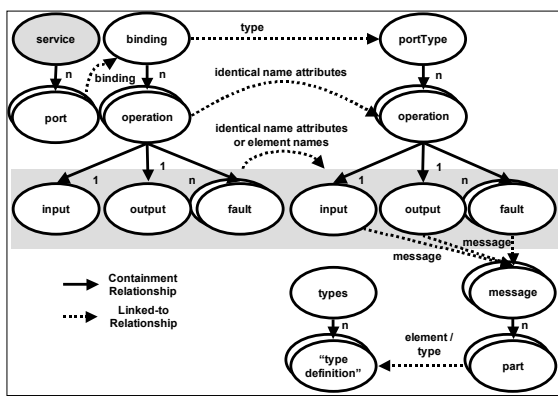 service
binding
type
portType
n
binding
n
n
identical name attributes
port
operation
operation
identical name attributes
or element names
1
1
n
1
1
n
input
output
fault
input
output
fault
message
message
Containment
Relationship
types
message
Linked-to
Relationship
n
n
element /
type
“type
definition”
part